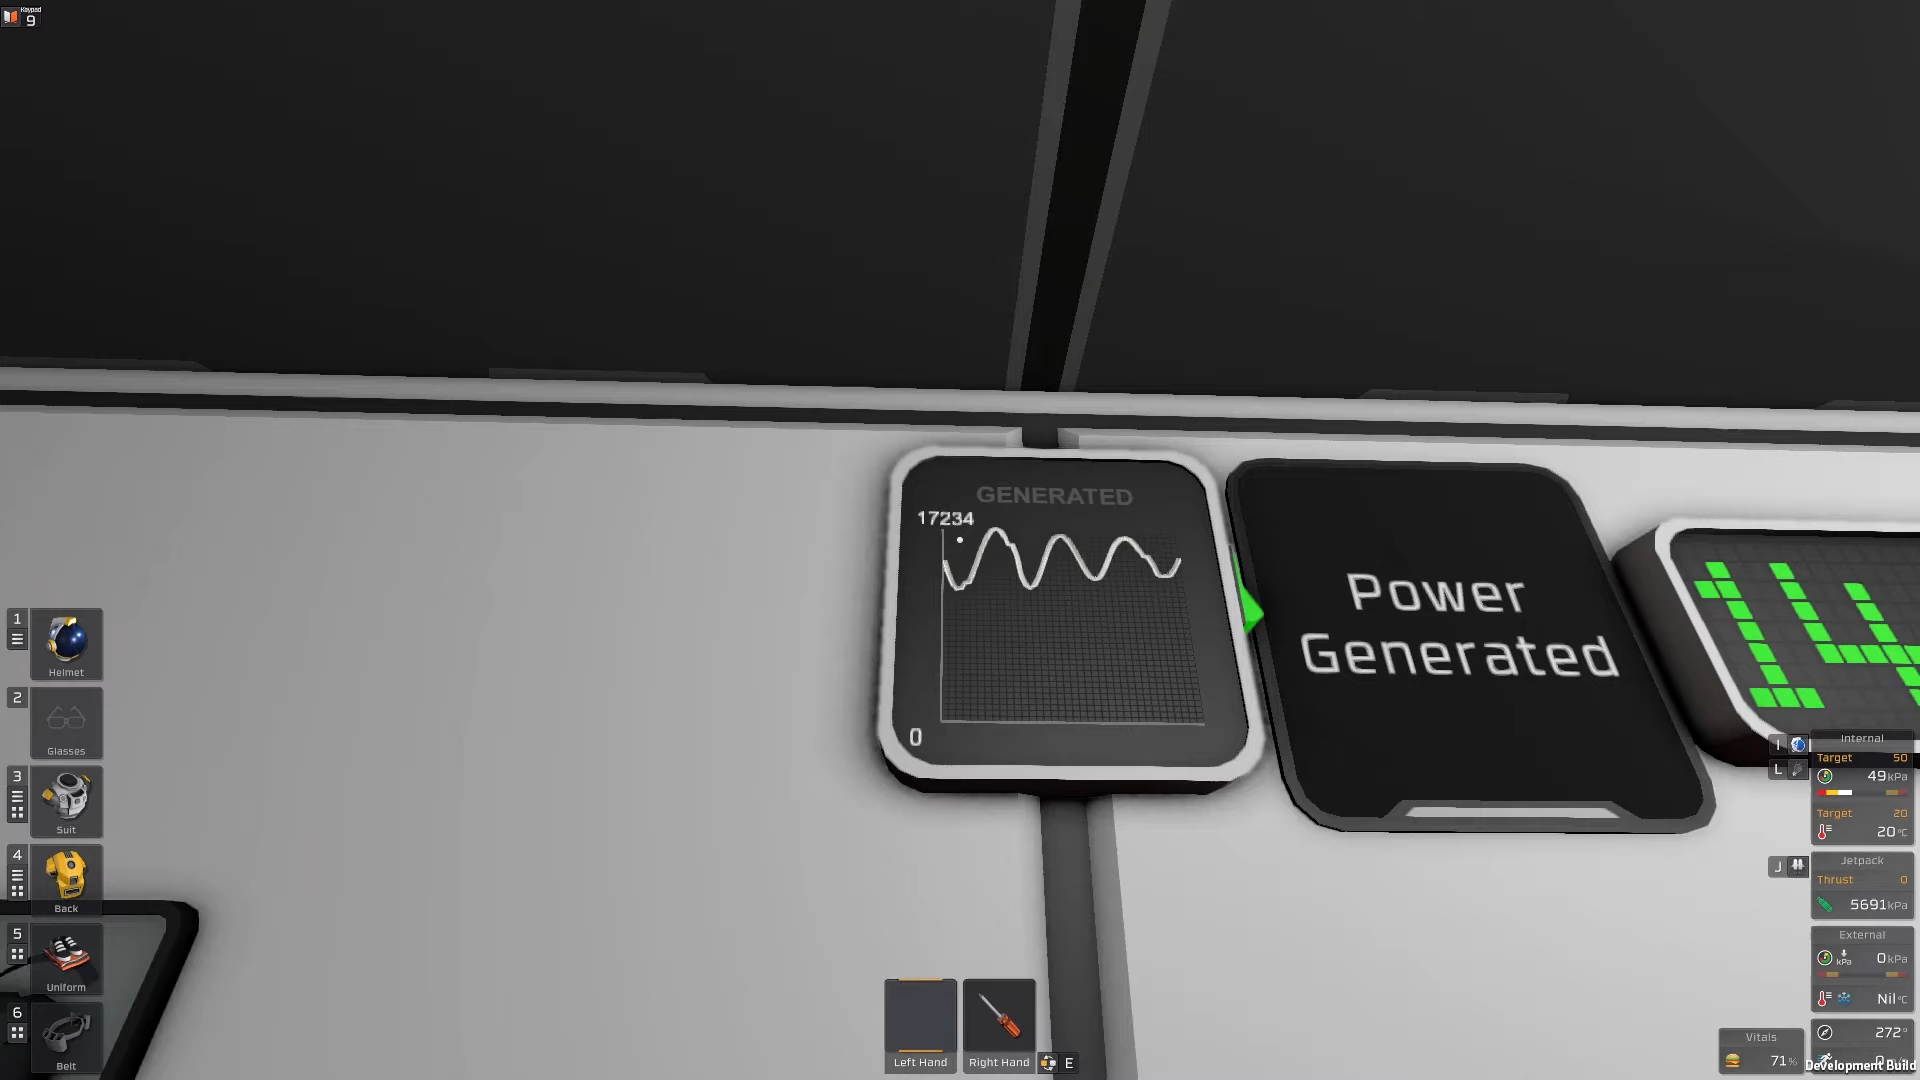 Keypad
9
GENERATED
17234
0
Power
Generated
14
1
Helmet
2
Glasses
3
Suit
4
Back
5
Uniform
6
Belt
Left Hand
Right Hand
E
I
Internal
Target 50
L
49kPa
Target 20
20°C
J
Jetpack
Thrust 0
5691kPa
External
kPa
0kPa
Nil°C
272°
Vitals
71%
Development Build